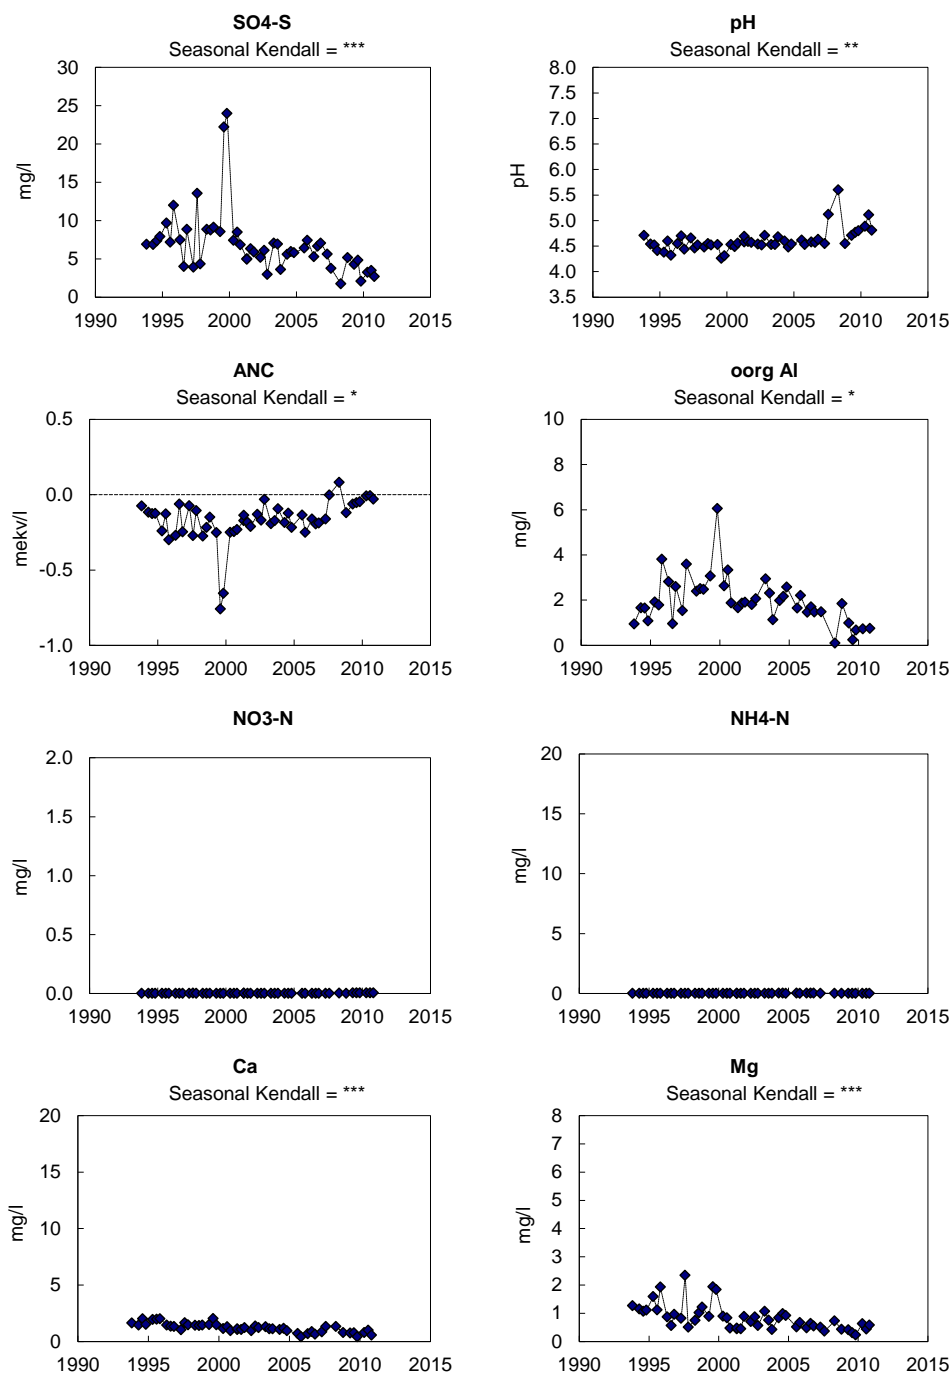 SO4-S
Seasonal Kendall = ***
30
25
20
15
10
5
0
mg/l
1990 1995 2000 2005 2010 2015
pH
Seasonal Kendall = **
8.0
7.5
7.0
6.5
6.0
5.5
5.0
4.5
4.0
3.5
pH
1990 1995 2000 2005 2010 2015
ANC
Seasonal Kendall = *
0.5
0.0
-0.5
-1.0
mekv/l
1990 1995 2000 2005 2010 2015
oorg Al
Seasonal Kendall = *
10
8
6
4
2
0
mg/l
1990 1995 2000 2005 2010 2015
NO3-N
2.0
1.5
1.0
0.5
0.0
mg/l
1990 1995 2000 2005 2010 2015
NH4-N
20
15
10
5
0
mg/l
1990 1995 2000 2005 2010 2015
Ca
Seasonal Kendall = ***
20
15
10
5
0
mg/l
1990 1995 2000 2005 2010 2015
Mg
Seasonal Kendall = ***
8
7
6
5
4
3
2
1
0
mg/l
1990 1995 2000 2005 2010 2015